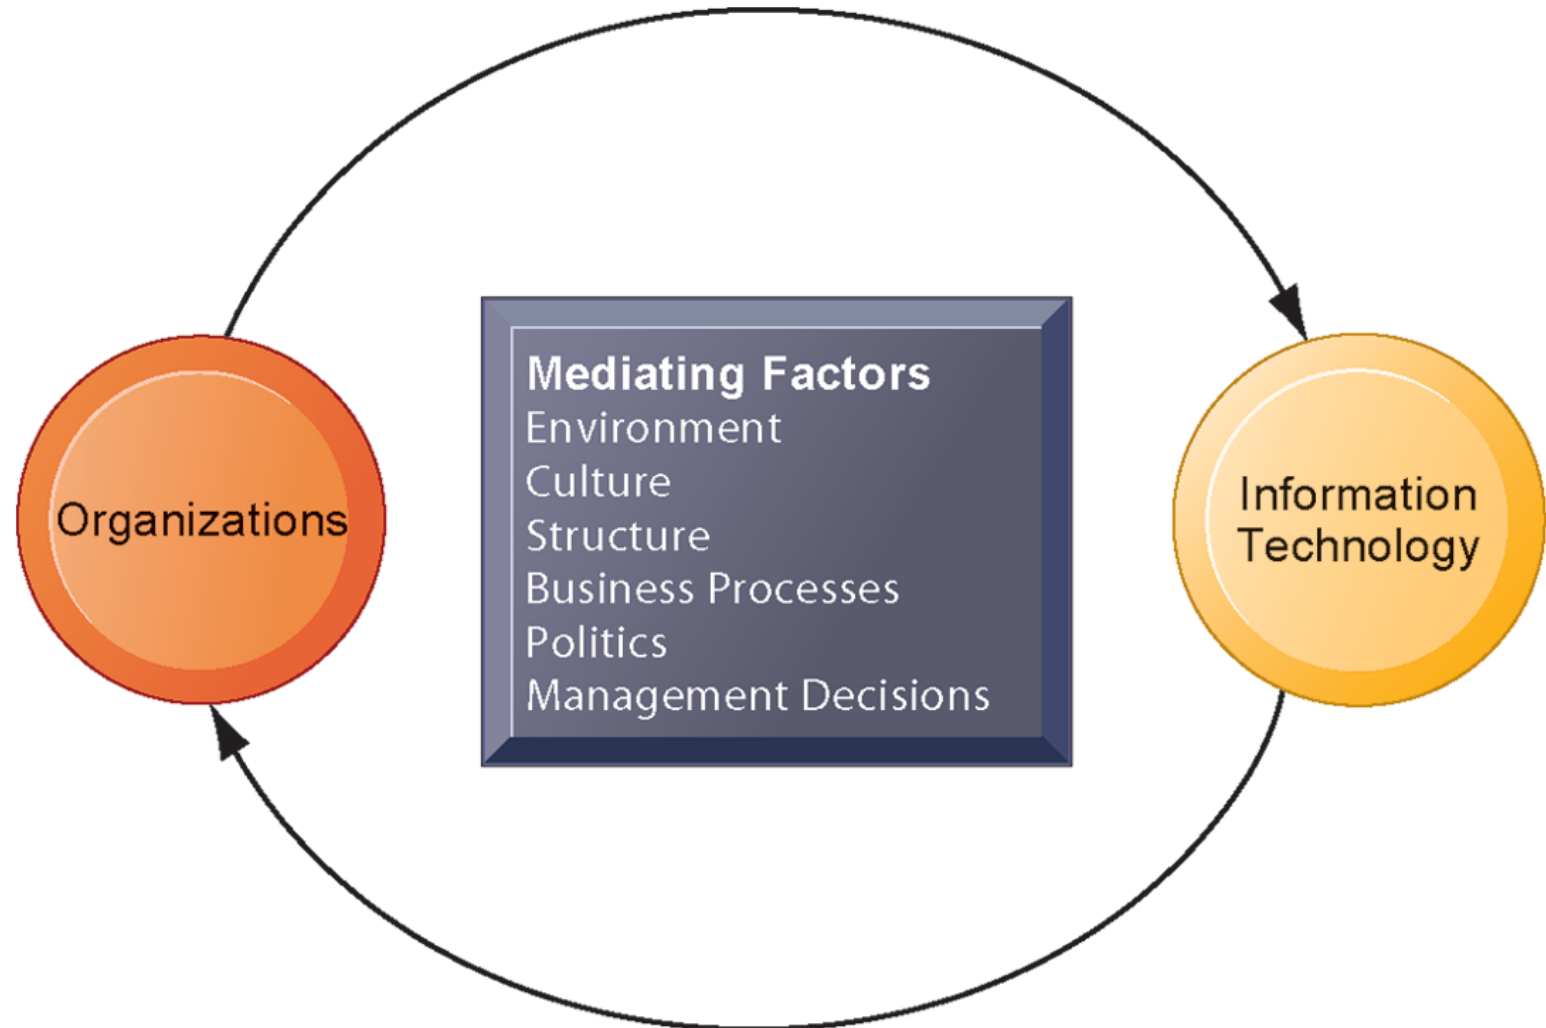 Organizations
Mediating Factors
Environment
Culture
Structure
Business Processes
Politics
Management Decisions
Information
Technology